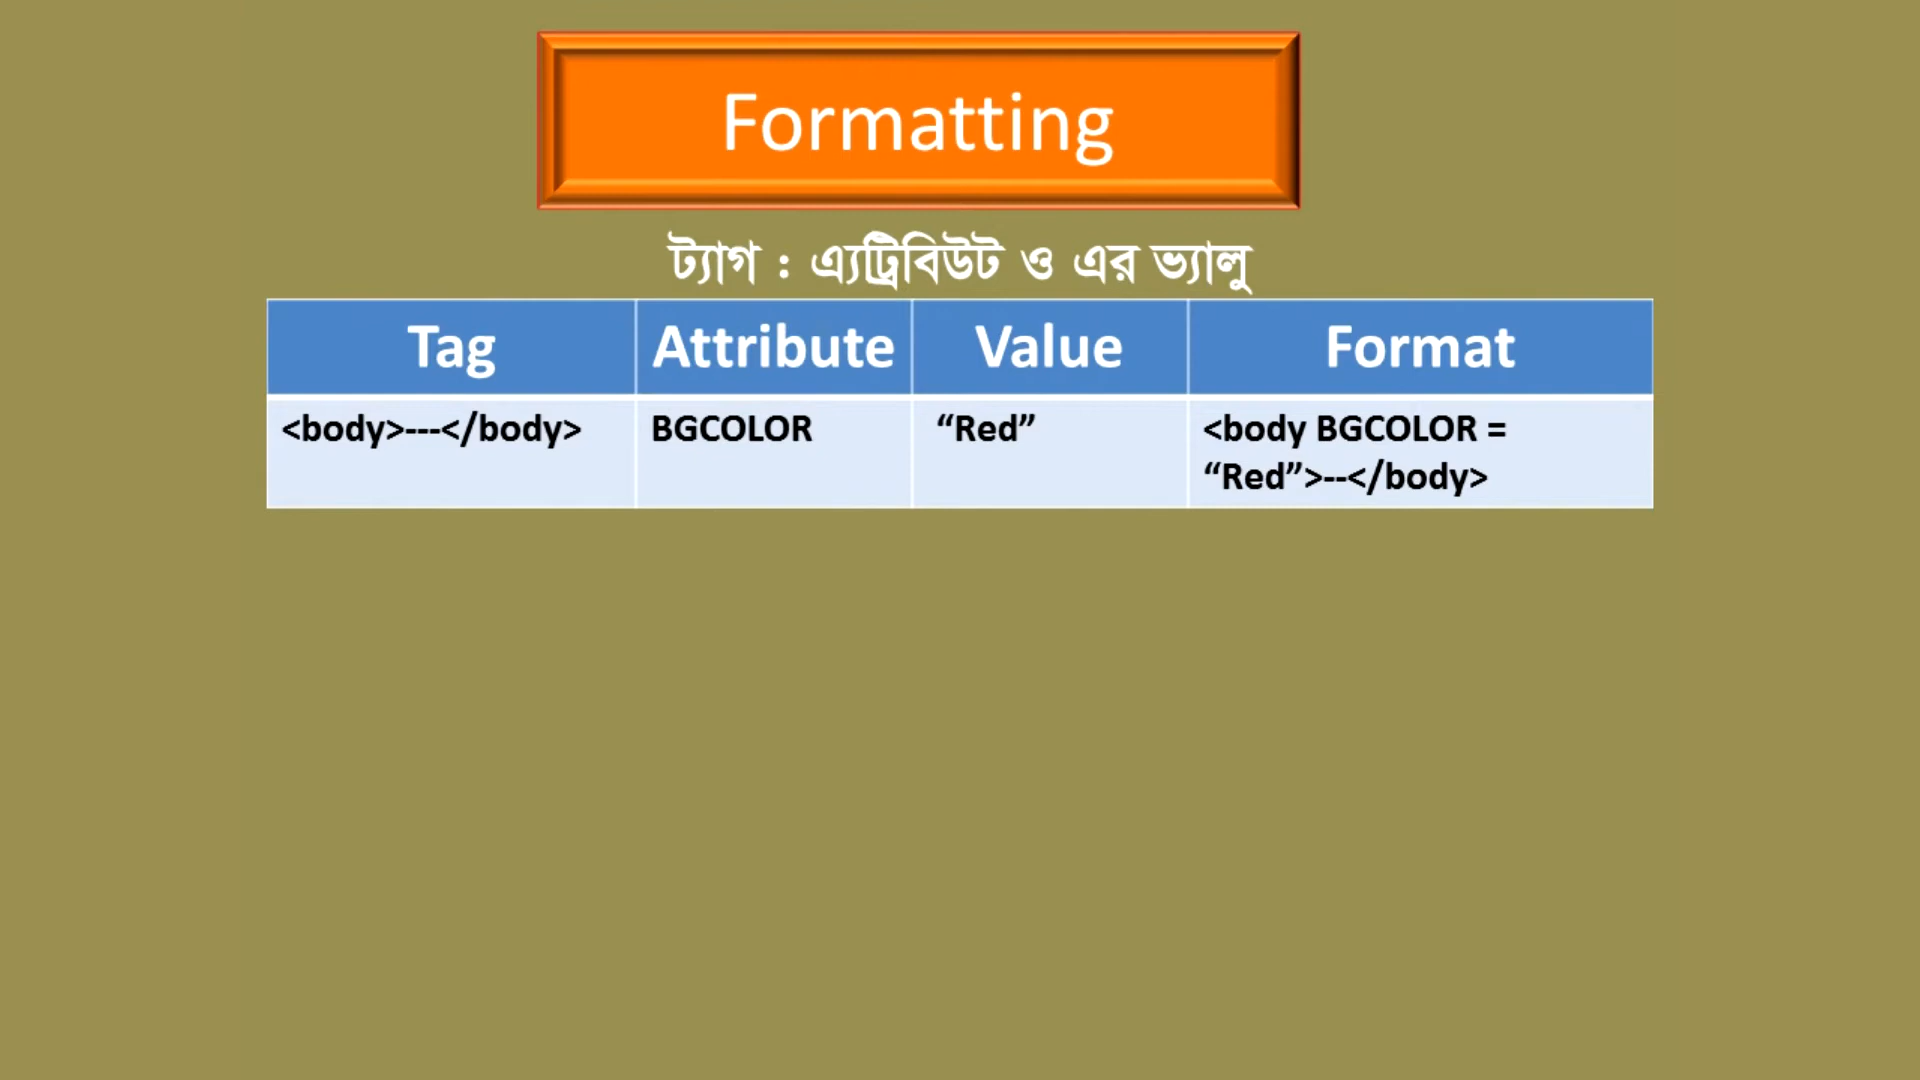 Formatting
ট্যাগ : এ্যট্রিবিউট ও এর ভ্যালু
Tag Attribute Value Format
<body>---</body> BGCOLOR “Red” <body BGCOLOR =
“Red”>--</body>